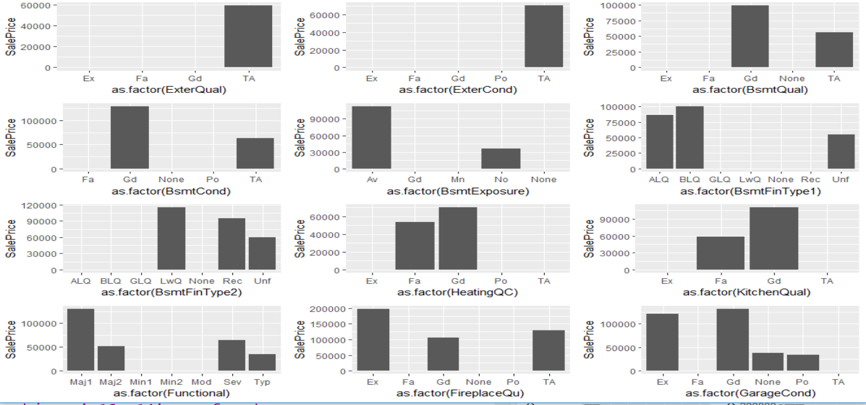 SalePrice
60000
40000
20000
0
Ex Fa Gd TA
as.factor(ExterQual)
SalePrice
60000
40000
20000
0
Ex Fa Gd Po TA
as.factor(ExterCond)
SalePrice
100000
75000
50000
25000
0
Ex Fa Gd None TA
as.factor(BsmtQual)
SalePrice
100000
50000
0
Fa Gd None Po TA
as.factor(BsmtCond)
SalePrice
90000
60000
30000
0
Av Gd Mn No None
as.factor(BsmtExposure)
SalePrice
100000
75000
50000
25000
0
ALQ BLQ GLQ LwQ None Rec Unf
as.factor(BsmtFinType1)
SalePrice
120000
90000
60000
30000
0
ALQ BLQ GLQ LwQ None Rec Unf
as.factor(BsmtFinType2)
SalePrice
60000
40000
20000
0
Ex Fa Gd Po TA
as.factor(HeatingQC)
SalePrice
90000
60000
30000
0
Ex Fa Gd TA
as.factor(KitchenQual)
SalePrice
100000
50000
0
Maj1 Maj2 Min1 Min2 Mod Sev Typ
as.factor(Functional)
SalePrice
200000
150000
100000
50000
0
Ex Fa Gd None Po TA
as.factor(FireplaceQu)
SalePrice
100000
50000
0
Ex Fa Gd None Po TA
as.factor(GarageCond)